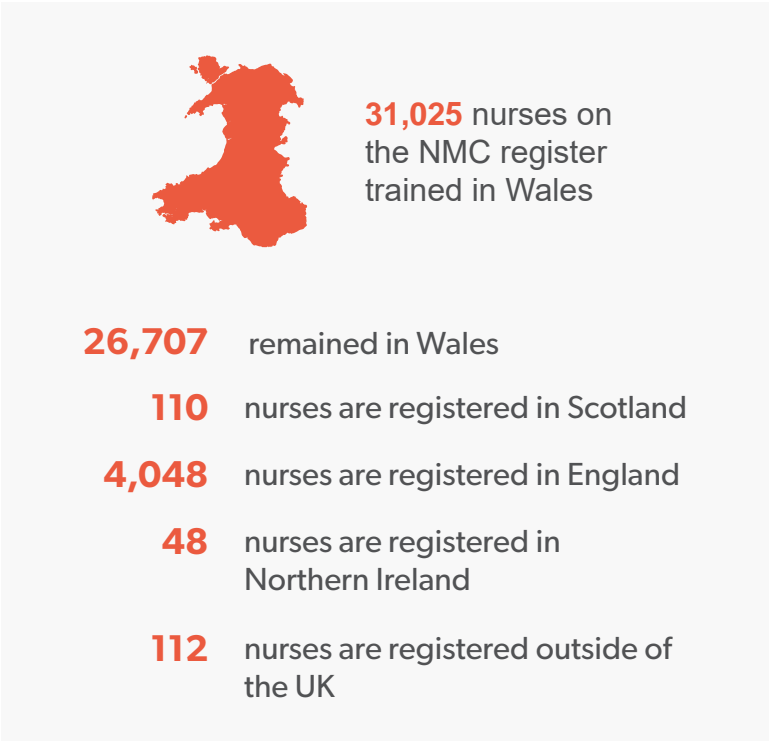 31,025 nurses on
the NMC register
trained in Wales
26,707 remained in Wales
110 nurses are registered in Scotland
4,048 nurses are registered in England
48 nurses are registered in
Northern Ireland
112 nurses are registered outside of
the UK